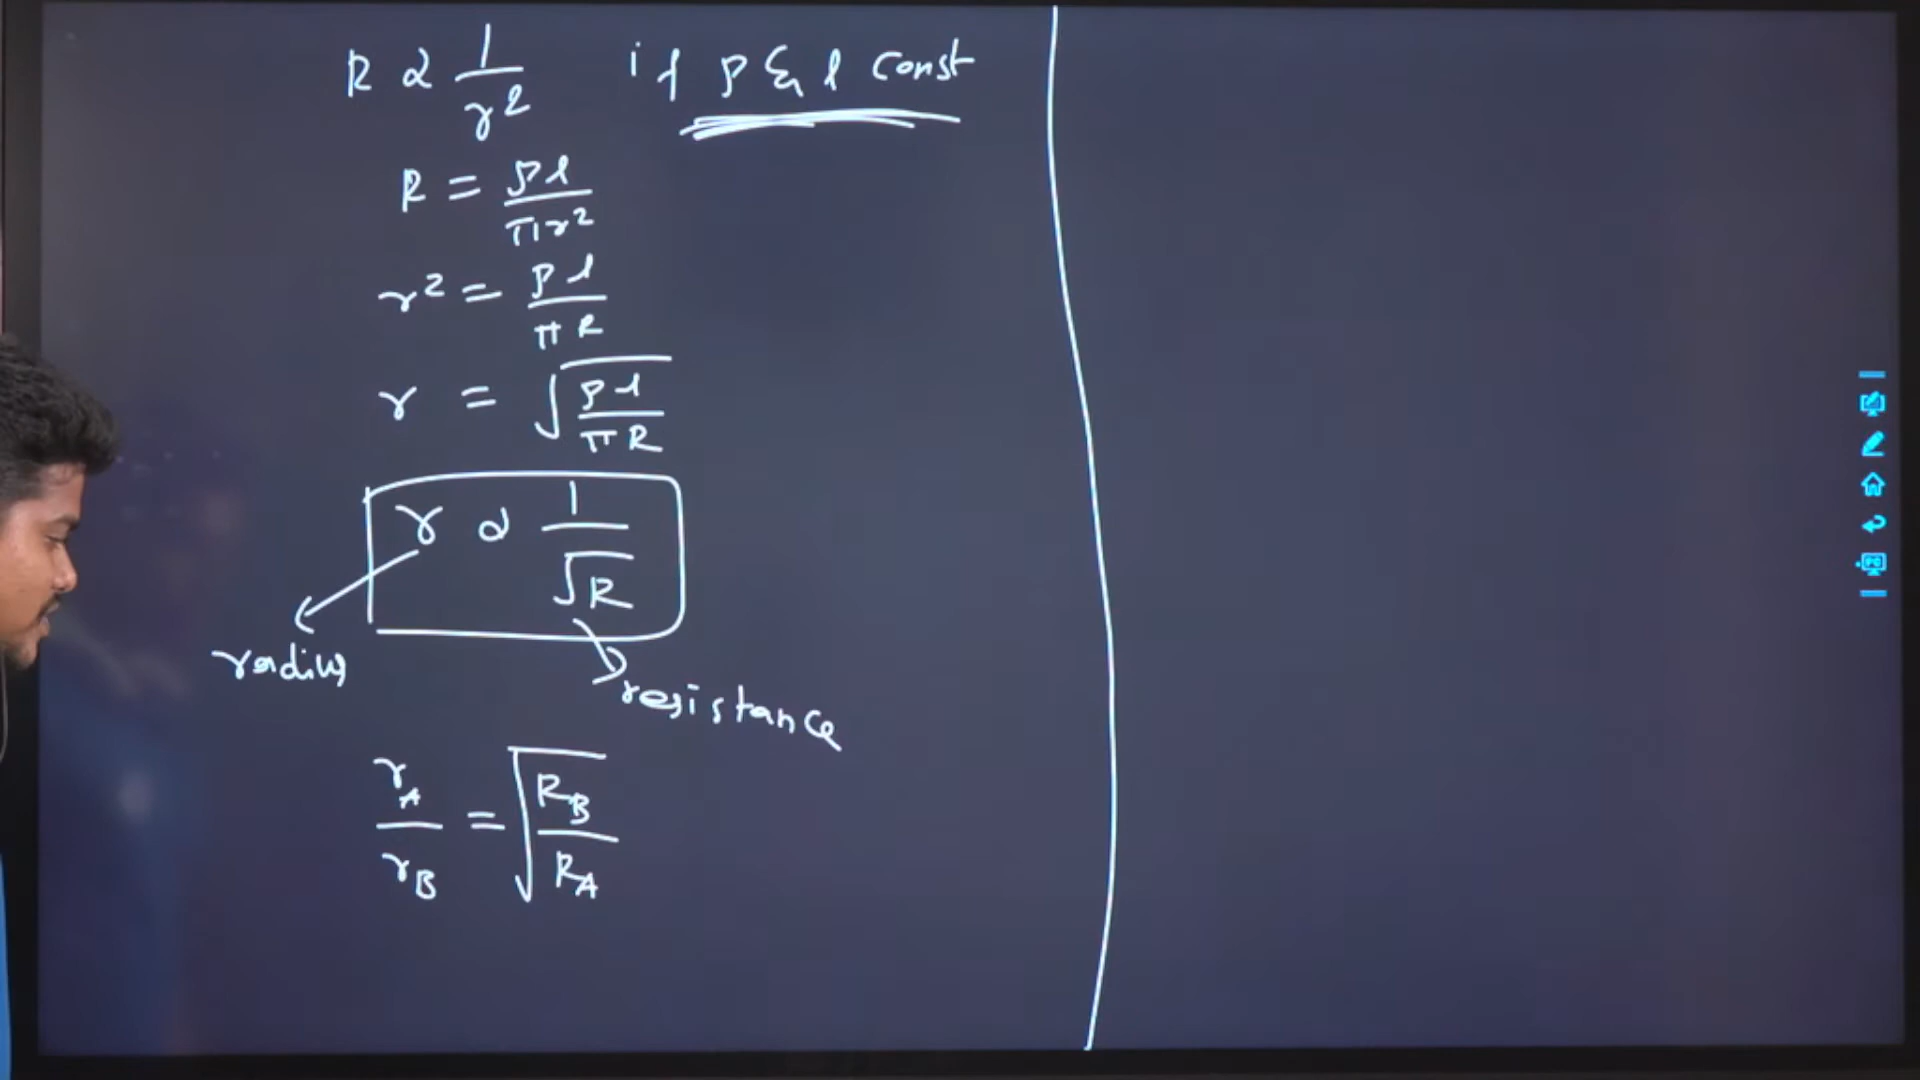 R ∝ 1/r² if ρ & l const
R = ρl/πr²
r² = ρl/πR
r = √(ρl/πR)
r ∝ 1/√R
radius
resistance
r_A/r_B = √(R_B/R_A)